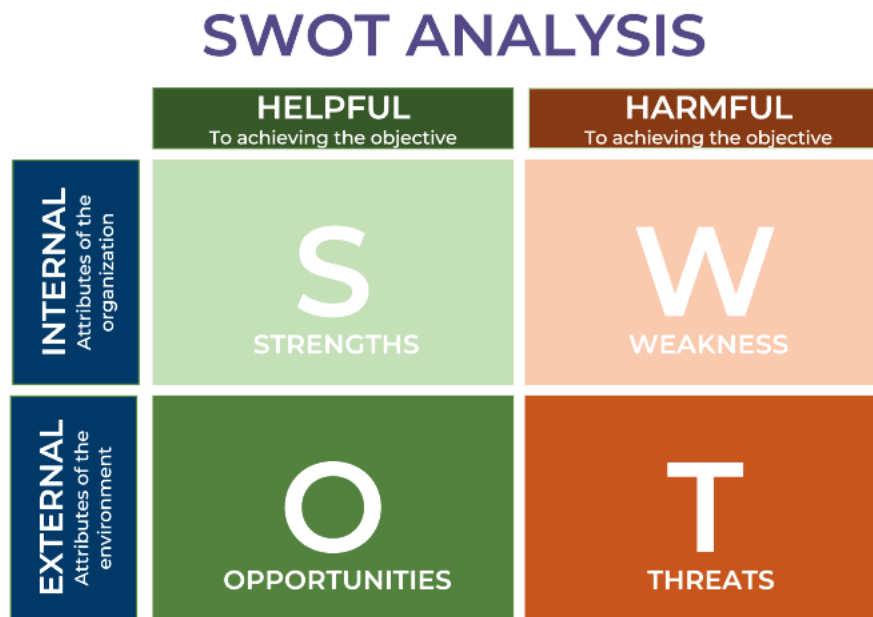 SWOT ANALYSIS
HELPFUL
To achieving the objective
HARMFUL
To achieving the objective
INTERNAL
Attributes of the
organization
S
STRENGTHS
W
WEAKNESS
EXTERNAL
Attributes of the
environment
O
OPPORTUNITIES
T
THREATS